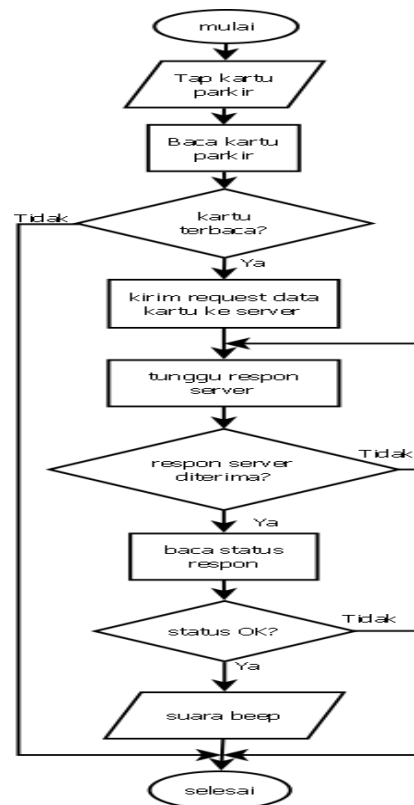 mulai
Tap kartu
parkir
Baca kartu
parkir
Tidak
kartu
terbaca?
Ya
kirim request data
kartu ke server
tunggu respon
server
Tidak
respon server
diterima?
Ya
baca status
respon
Tidak
status OK?
Ya
suara beep
selesai